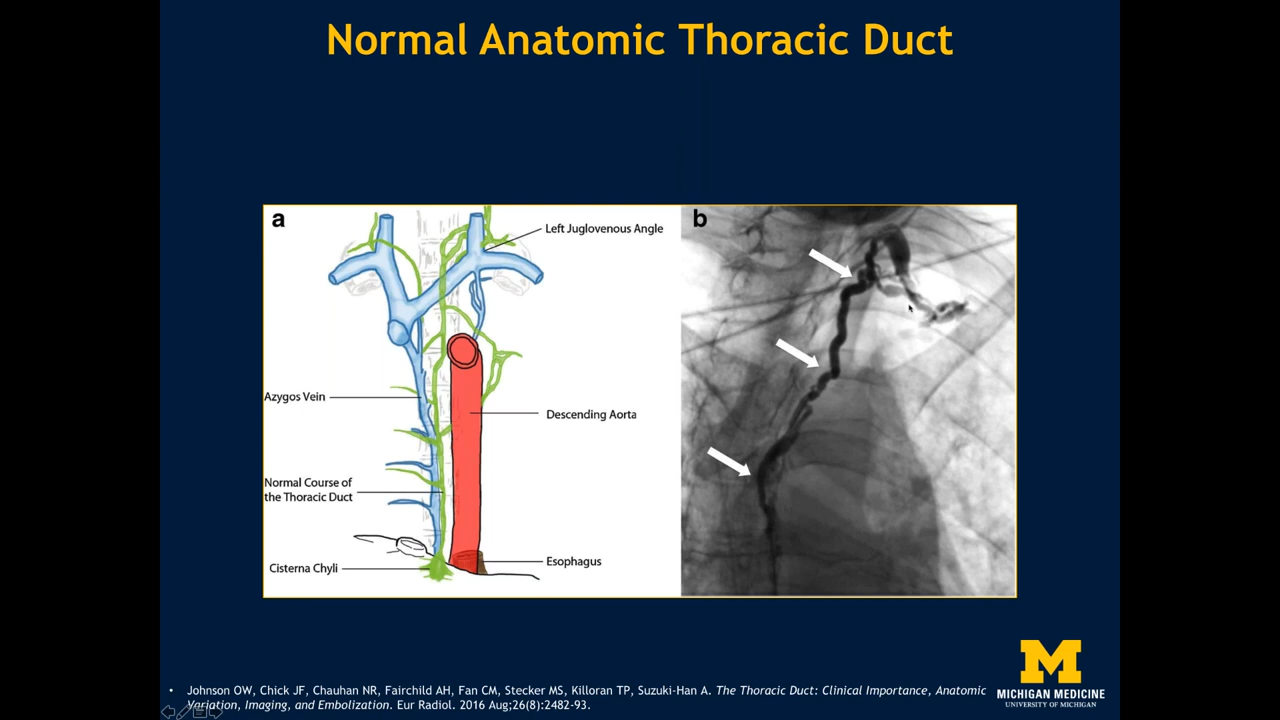 Normal Anatomic Thoracic Duct
a
b
Left Juglovenous Angle
Azygos Vein
Descending Aorta
Normal Course of
the Thoracic Duct
Cisterna Chyli
Esophagus
M
MICHIGAN MEDICINE
UNIVERSITY OF MICHIGAN
• Johnson OW, Chick JF, Chauhan NR, Fairchild AH, Fan CM, Stecker MS, Killoran TP, Suzuki-Han A. The Thoracic Duct: Clinical Importance, Anatomic
Variation, Imaging, and Embolization. Eur Radiol. 2016 Aug;26(8):2482-93.